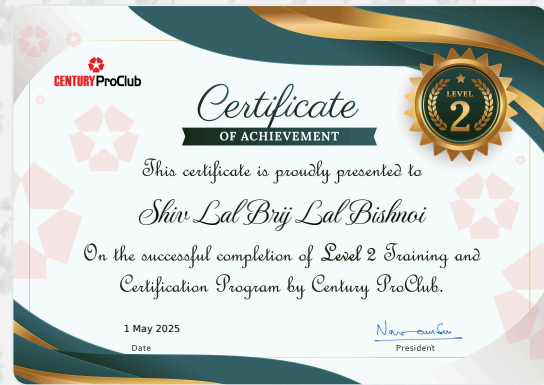 CENTURY ProClub
Certificate
OF ACHIEVEMENT
LEVEL
2
This certificate is proudly presented to
Shiv Lal Brij Lal Bishnoi
On the successful completion of Level 2 Training and
Certification Program by Century ProClub.
1 May 2025
Date
President